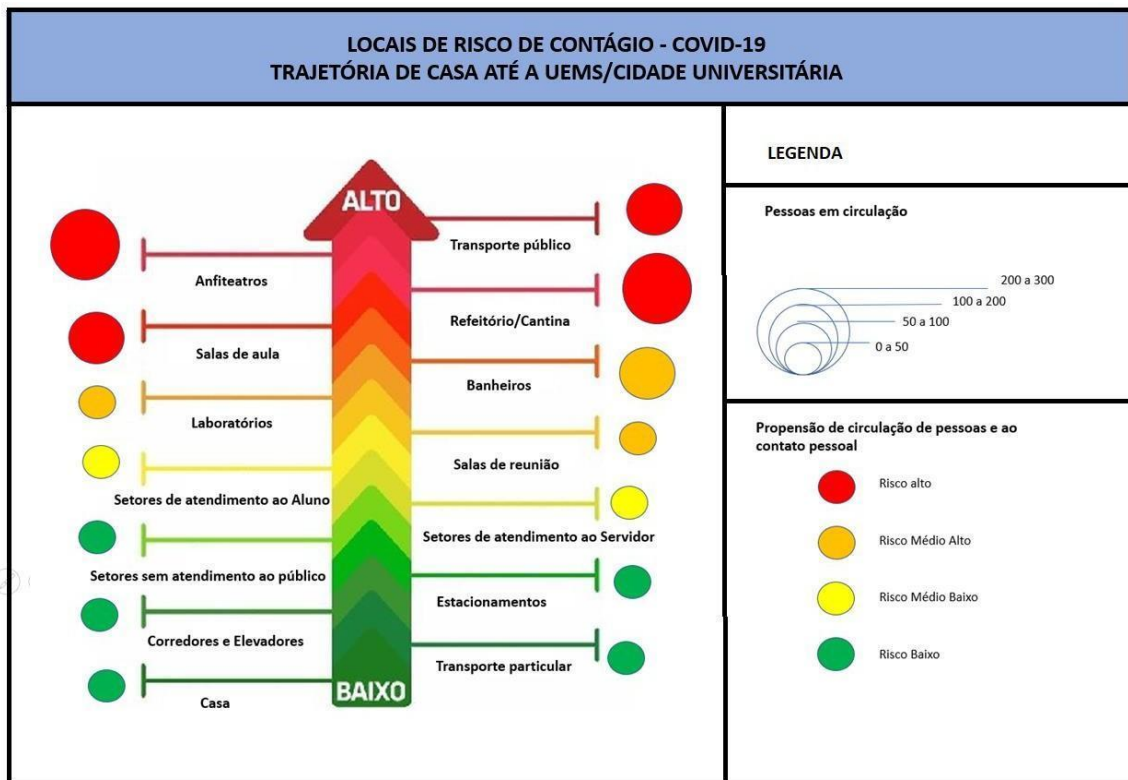 LOCAIS DE RISCO DE CONTÁGIO - COVID-19
TRAJETÓRIA DE CASA ATÉ A UEMS/CIDADE UNIVERSITÁRIA
ALTO
Transporte público
Anfiteatros
Refeitório/Cantina
Salas de aula
Banheiros
Laboratórios
Salas de reunião
Setores de atendimento ao Aluno
Setores de atendimento ao Servidor
Setores sem atendimento ao público
Estacionamentos
Corredores e Elevadores
Transporte particular
BAIXO
Casa
LEGENDA
Pessoas em circulação
200 a 300
100 a 200
50 a 100
0 a 50
Propensão de circulação de pessoas e ao
contato pessoal
Risco alto
Risco Médio Alto
Risco Médio Baixo
Risco Baixo